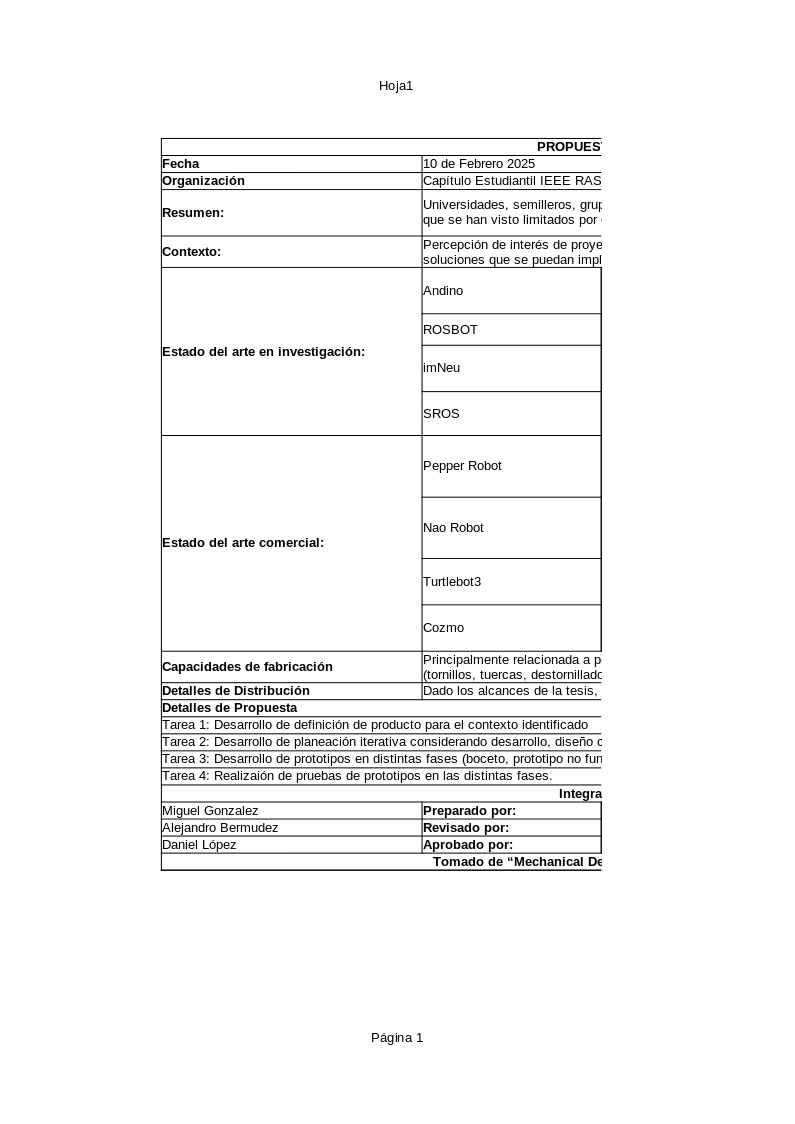 Hoja1
PROPUES
Fecha 10 de Febrero 2025
Organización Capítulo Estudiantil IEEE RAS
Resumen: Universidades, semilleros, grup
que se han visto limitados por
Contexto: Percepción de interés de proye
soluciones que se puedan impl
Estado del arte en investigación:
Andino
ROSBOT
imNeu
SROS
Estado del arte comercial:
Pepper Robot
Nao Robot
Turtlebot3
Cozmo
Capacidades de fabricación Principalmente relacionada a p
(tornillos, tuercas, destornillado
Detalles de Distribución Dado los alcances de la tesis,
Detalles de Propuesta
Tarea 1: Desarrollo de definición de producto para el contexto identificado
Tarea 2: Desarrollo de planeación iterativa considerando desarrollo, diseño
Tarea 3: Desarrollo de prototipos en distintas fases (boceto, prototipo no fun
Tarea 4: Realizaión de pruebas de prototipos en las distintas fases.
Integra
Miguel Gonzalez Preparado por:
Alejandro Bermudez Revisado por:
Daniel López Aprobado por:
Tomado de “Mechanical De
Página 1